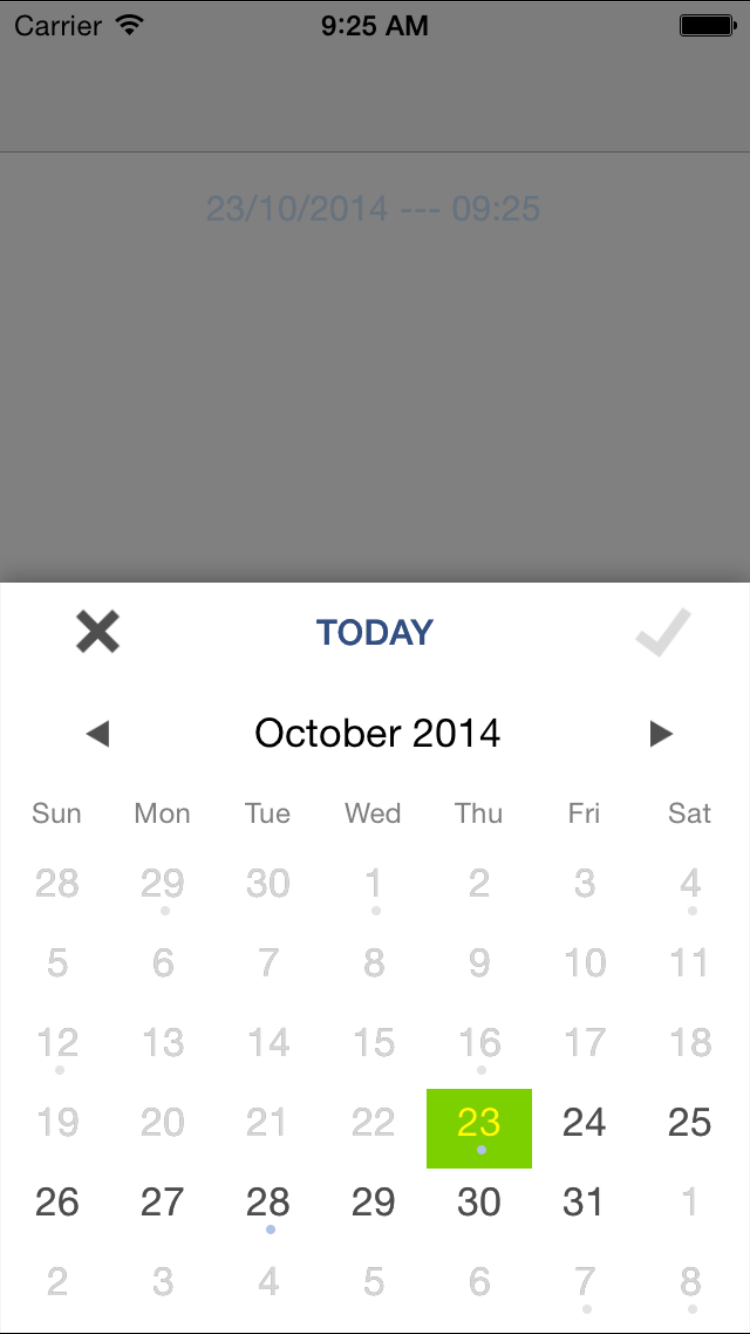 Carrier 9:25 AM
23/10/2014 --- 09:25
TODAY
October 2014
Sun Mon Tue Wed Thu Fri Sat
28 29 30 1 2 3 4
5 6 7 8 9 10 11
12 13 14 15 16 17 18
19 20 21 22 23 24 25
26 27 28 29 30 31 1
2 3 4 5 6 7 8